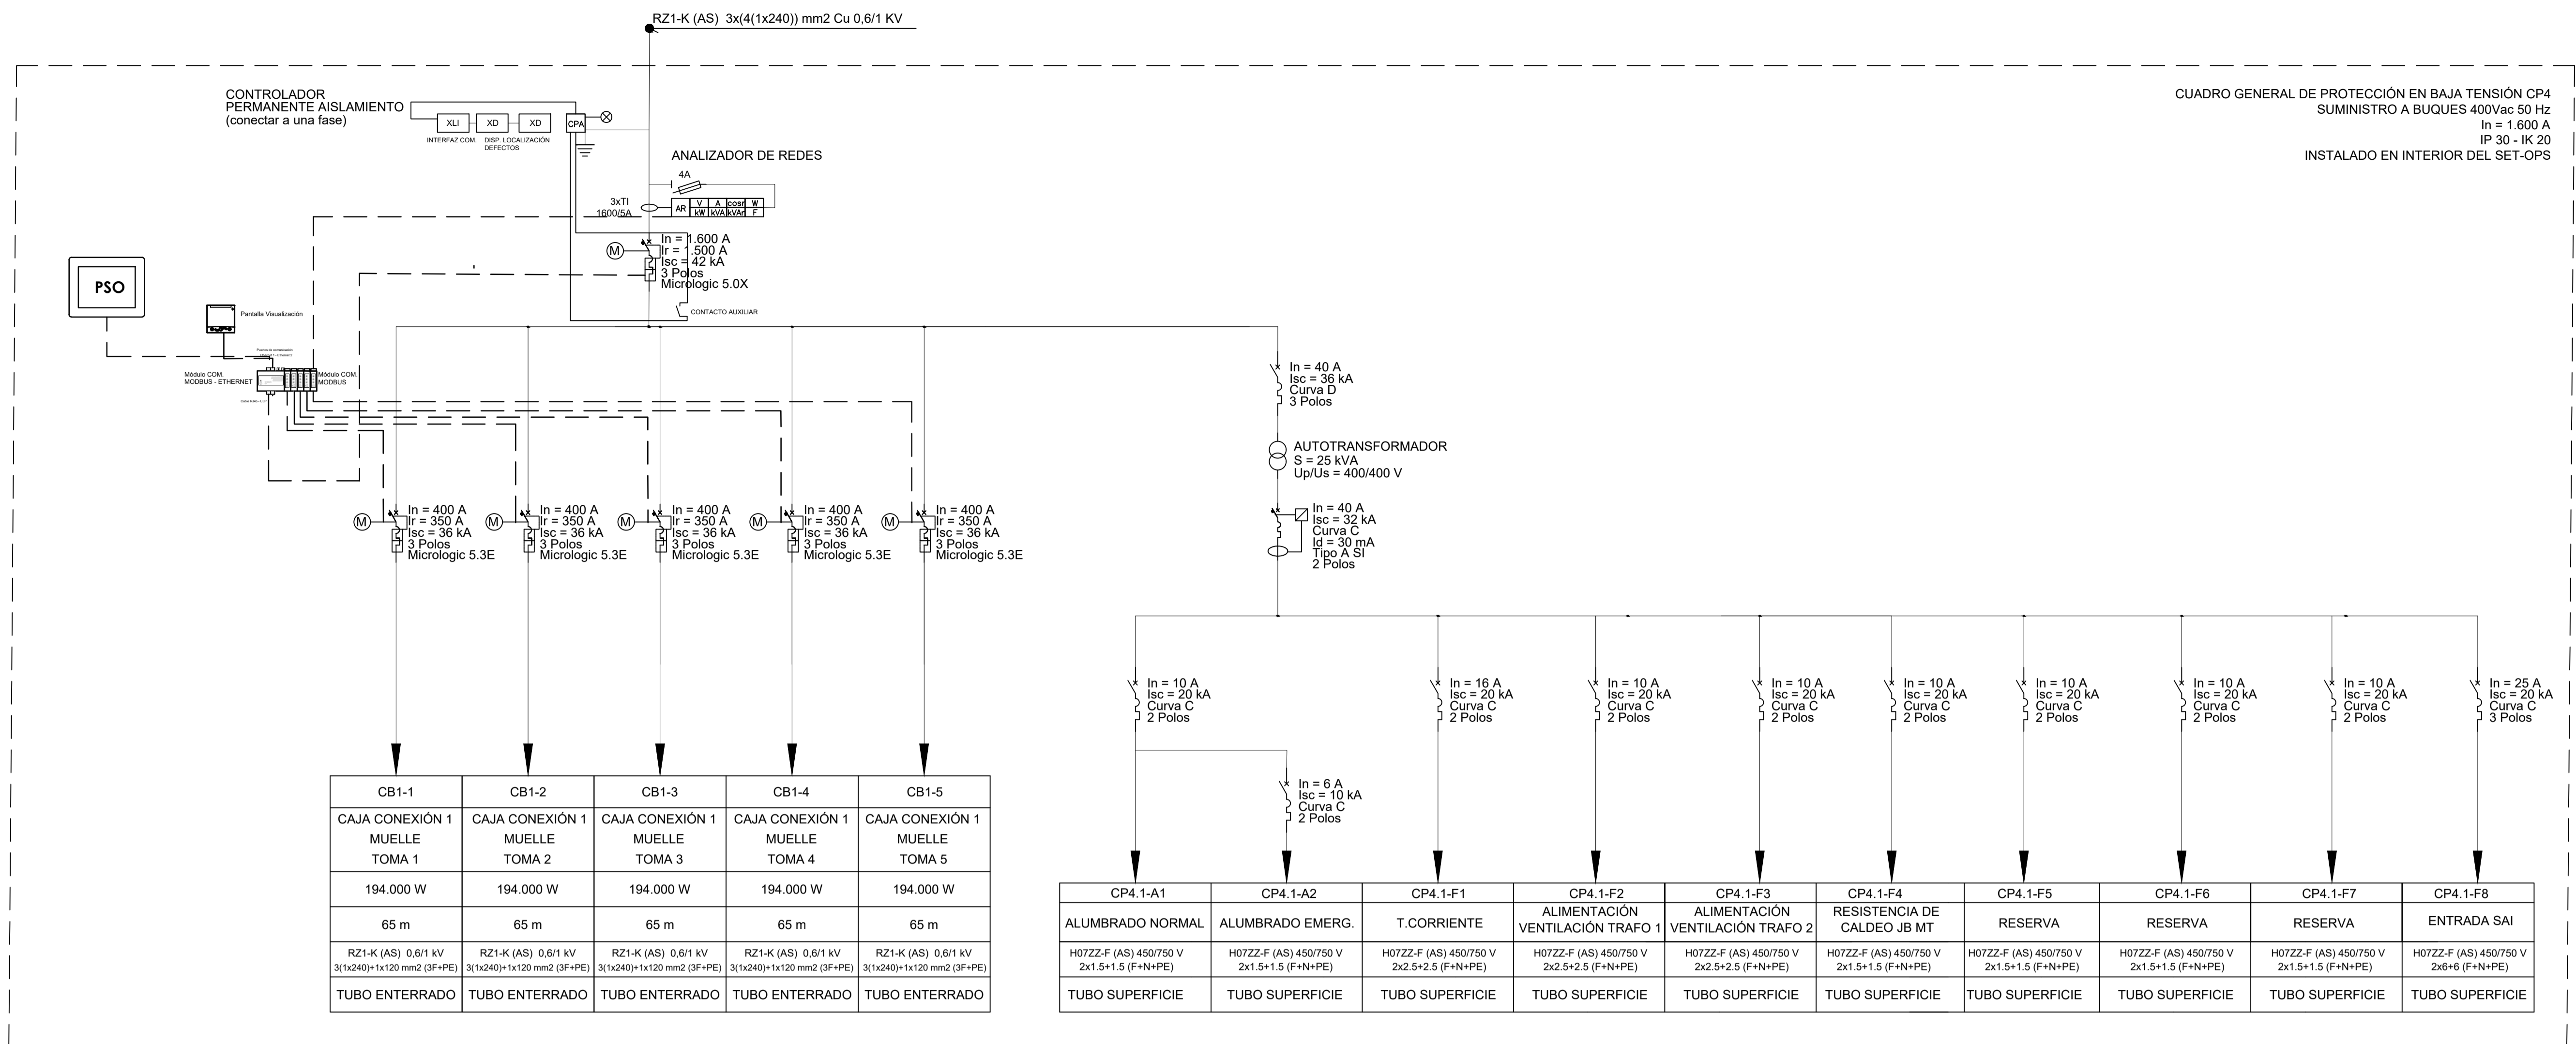 RZ1-K (AS) 3x(4(1x240)) mm2 Cu 0,6/1 KV
CONTROLADOR
PERMANENTE AISLAMIENTO
(conectar a una fase)
XLI
XD
XD
CPA
INTERFAZ COM.
DISP. LOCALIZACIÓN
DEFECTOS
CUADRO GENERAL DE PROTECCIÓN EN BAJA TENSIÓN CP4
SUMINISTRO A BUQUES 400Vac 50 Hz
In = 1.600 A
IP 30 - IK 20
INSTALADO EN INTERIOR DEL SET-OPS
ANALIZADOR DE REDES
4A
3xTI
1600/5A
AR
V A W
kW kVA kVAr F
M
In = 1.600 A
Ir = 1.500 A
Isc = 42 kA
3 Polos
Micrologic 5.0X
CONTACTO AUXILIAR
PSO
Pantalla Visualización
Puertos de comunicación
Ethernet 1 - Ethernet 2
Módulo COM.
MODBUS - ETHERNET
Módulo COM.
MODBUS
In = 40 A
Isc = 36 kA
Curva D
3 Polos
AUTOTRANSFORMADOR
S = 25 kVA
Up/Us = 400/400 V
In = 40 A
Isc = 32 kA
Curva C
Id = 30 mA
Tipo A SI
2 Polos
M
In = 400 A
Ir = 350 A
Isc = 36 kA
3 Polos
Micrologic 5.3E
M
In = 400 A
Ir = 350 A
Isc = 36 kA
3 Polos
Micrologic 5.3E
M
In = 400 A
Ir = 350 A
Isc = 36 kA
3 Polos
Micrologic 5.3E
M
In = 400 A
Ir = 350 A
Isc = 36 kA
3 Polos
Micrologic 5.3E
M
In = 400 A
Ir = 350 A
Isc = 36 kA
3 Polos
Micrologic 5.3E
In = 10 A
Isc = 20 kA
Curva C
2 Polos
In = 6 A
Isc = 10 kA
Curva C
2 Polos
In = 16 A
Isc = 20 kA
Curva C
2 Polos
In = 10 A
Isc = 20 kA
Curva C
2 Polos
In = 10 A
Isc = 20 kA
Curva C
2 Polos
In = 10 A
Isc = 20 kA
Curva C
2 Polos
In = 10 A
Isc = 20 kA
Curva C
2 Polos
In = 10 A
Isc = 20 kA
Curva C
2 Polos
In = 10 A
Isc = 20 kA
Curva C
2 Polos
In = 25 A
Isc = 20 kA
Curva C
3 Polos
CB1-1
CAJA CONEXIÓN 1
MUELLE
TOMA 1
194.000 W
65 m
RZ1-K (AS) 0,6/1 kV
3(1x240)+1x120 mm2 (3F+PE)
TUBO ENTERRADO
CB1-2
CAJA CONEXIÓN 1
MUELLE
TOMA 2
194.000 W
65 m
RZ1-K (AS) 0,6/1 kV
3(1x240)+1x120 mm2 (3F+PE)
TUBO ENTERRADO
CB1-3
CAJA CONEXIÓN 1
MUELLE
TOMA 3
194.000 W
65 m
RZ1-K (AS) 0,6/1 kV
3(1x240)+1x120 mm2 (3F+PE)
TUBO ENTERRADO
CB1-4
CAJA CONEXIÓN 1
MUELLE
TOMA 4
194.000 W
65 m
RZ1-K (AS) 0,6/1 kV
3(1x240)+1x120 mm2 (3F+PE)
TUBO ENTERRADO
CB1-5
CAJA CONEXIÓN 1
MUELLE
TOMA 5
194.000 W
65 m
RZ1-K (AS) 0,6/1 kV
3(1x240)+1x120 mm2 (3F+PE)
TUBO ENTERRADO
CP4.1-A1
ALUMBRADO NORMAL
H07ZZ-F (AS) 450/750 V
2x1.5+1.5 (F+N+PE)
TUBO SUPERFICIE
CP4.1-A2
ALUMBRADO EMERG.
H07ZZ-F (AS) 450/750 V
2x1.5+1.5 (F+N+PE)
TUBO SUPERFICIE
CP4.1-F1
T.CORRIENTE
H07ZZ-F (AS) 450/750 V
2x2.5+2.5 (F+N+PE)
TUBO SUPERFICIE
CP4.1-F2
ALIMENTACIÓN
VENTILACIÓN TRAFO 1
H07ZZ-F (AS) 450/750 V
2x2.5+2.5 (F+N+PE)
TUBO SUPERFICIE
CP4.1-F3
ALIMENTACIÓN
VENTILACIÓN TRAFO 2
H07ZZ-F (AS) 450/750 V
2x2.5+2.5 (F+N+PE)
TUBO SUPERFICIE
CP4.1-F4
RESISTENCIA DE
CALDEO JB MT
H07ZZ-F (AS) 450/750 V
2x1.5+1.5 (F+N+PE)
TUBO SUPERFICIE
CP4.1-F5
RESERVA
H07ZZ-F (AS) 450/750 V
2x1.5+1.5 (F+N+PE)
TUBO SUPERFICIE
CP4.1-F6
RESERVA
H07ZZ-F (AS) 450/750 V
2x1.5+1.5 (F+N+PE)
TUBO SUPERFICIE
CP4.1-F7
RESERVA
H07ZZ-F (AS) 450/750 V
2x1.5+1.5 (F+N+PE)
TUBO SUPERFICIE
CP4.1-F8
ENTRADA SAI
H07ZZ-F (AS) 450/750 V
2x6+6 (F+N+PE)
TUBO SUPERFICIE